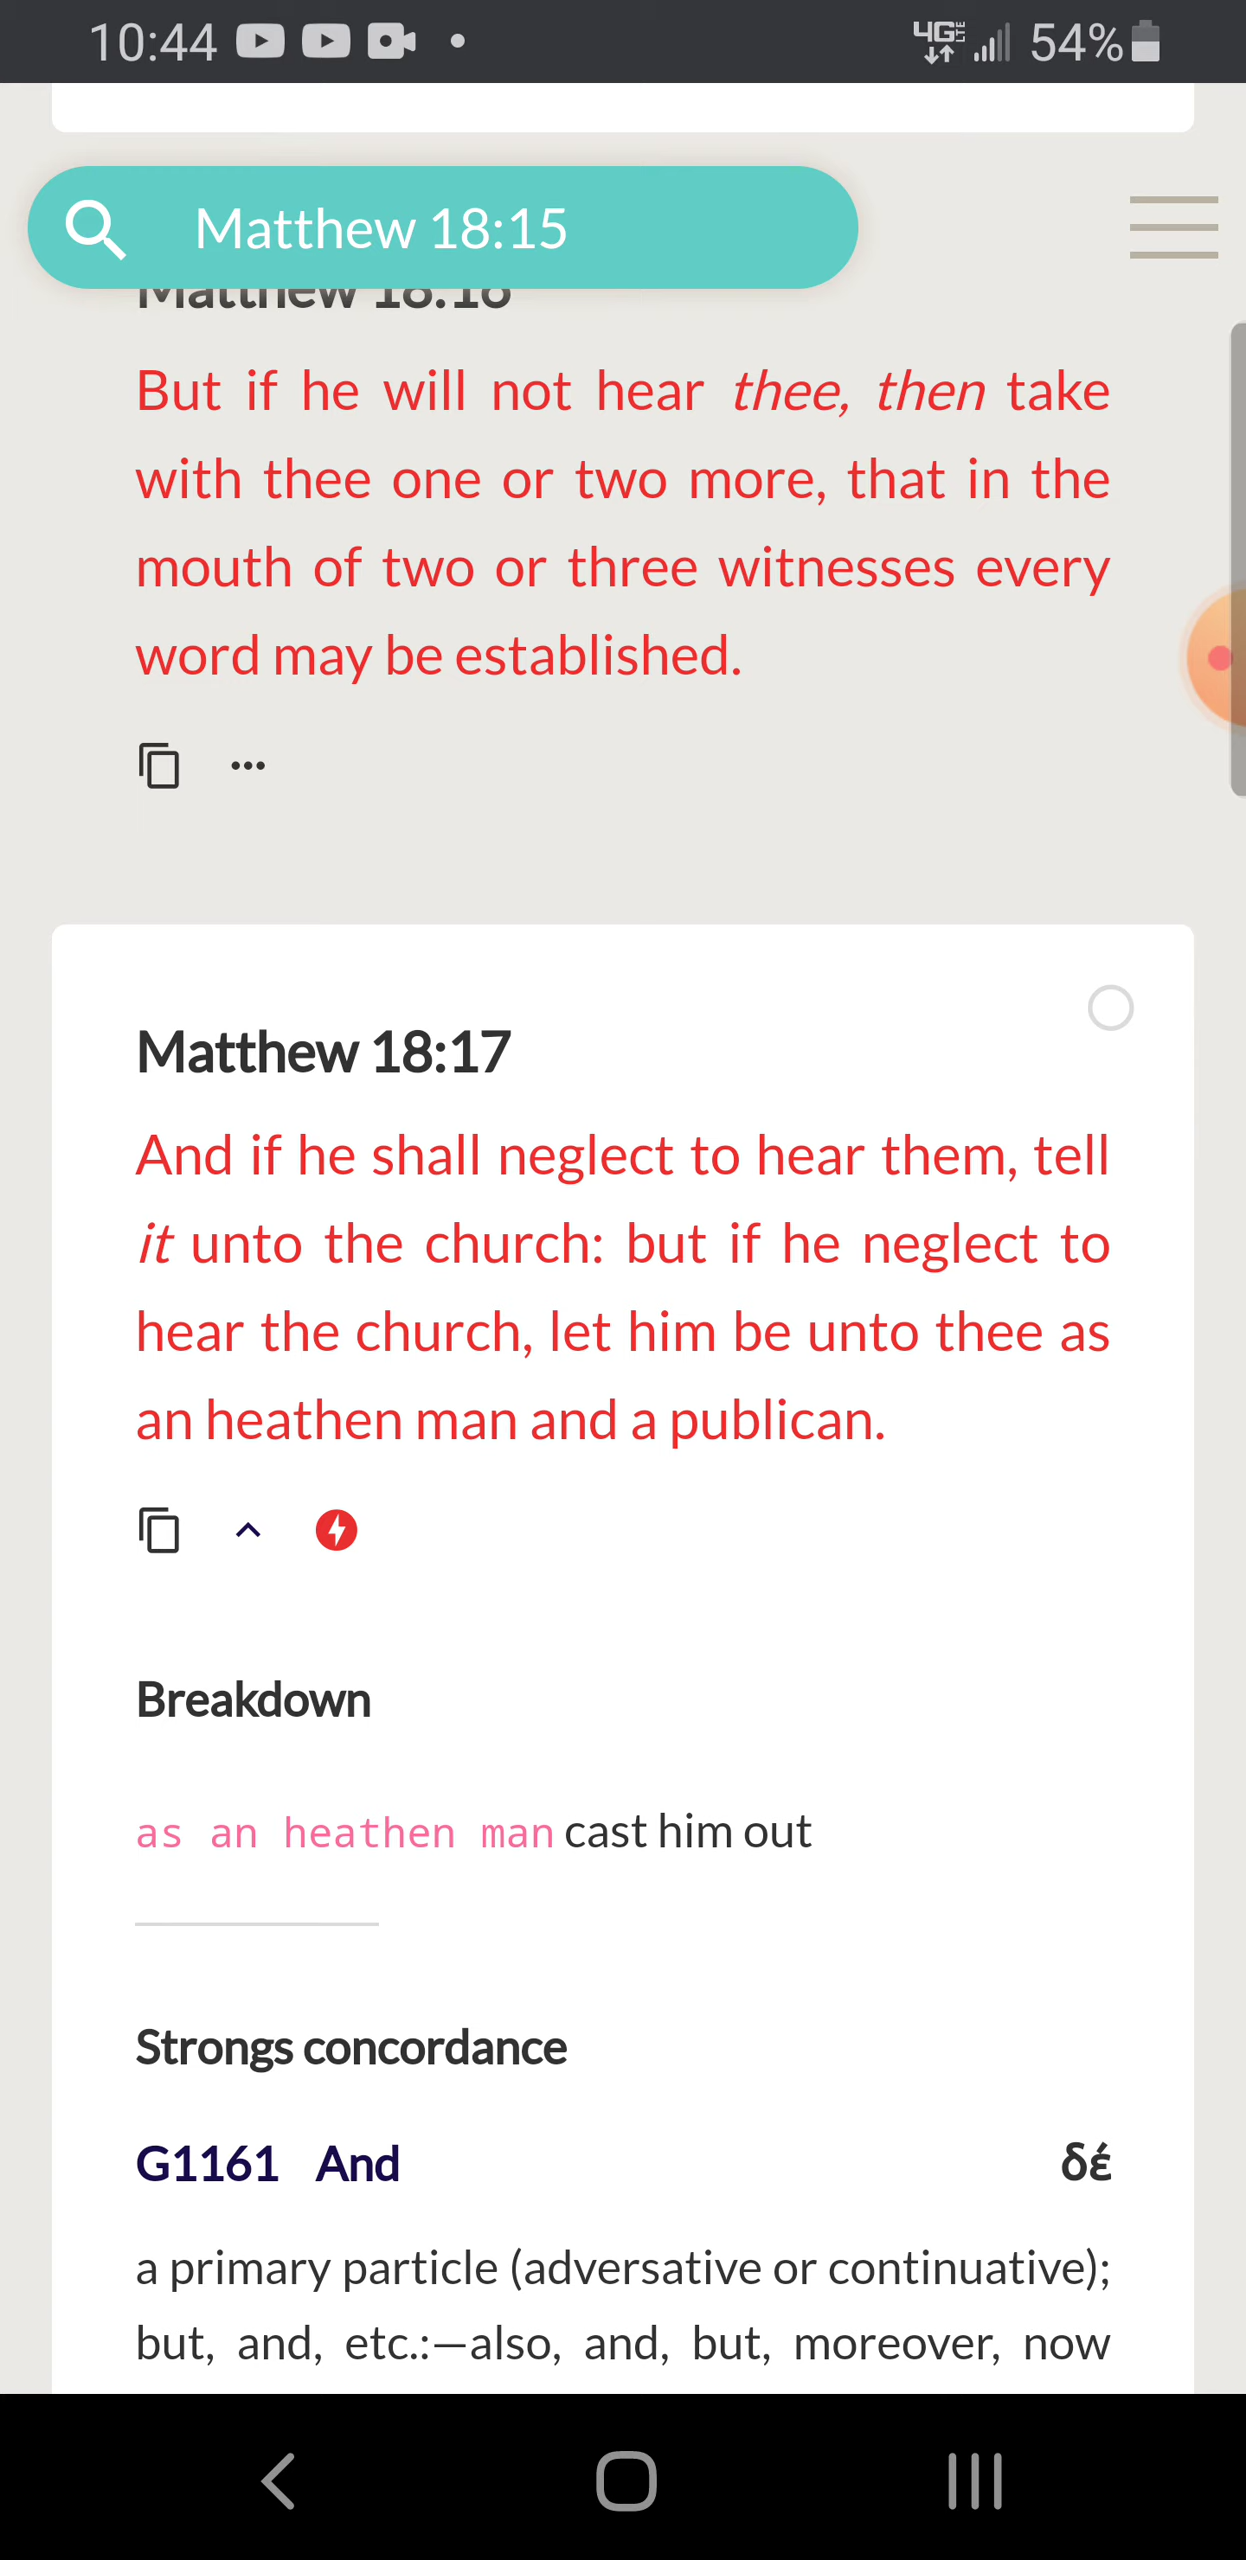 10:44
4G LTE 54%
Matthew 18:15
Matthew 18:16
But if he will not hear thee, then take
with thee one or two more, that in the
mouth of two or three witnesses every
word may be established.
Matthew 18:17
And if he shall neglect to hear them, tell
it unto the church: but if he neglect to
hear the church, let him be unto thee as
an heathen man and a publican.
Breakdown
as an heathen man cast him out
Strongs concordance
G1161 And δέ
a primary particle (adversative or continuative);
but, and, etc.:—also, and, but, moreover, now